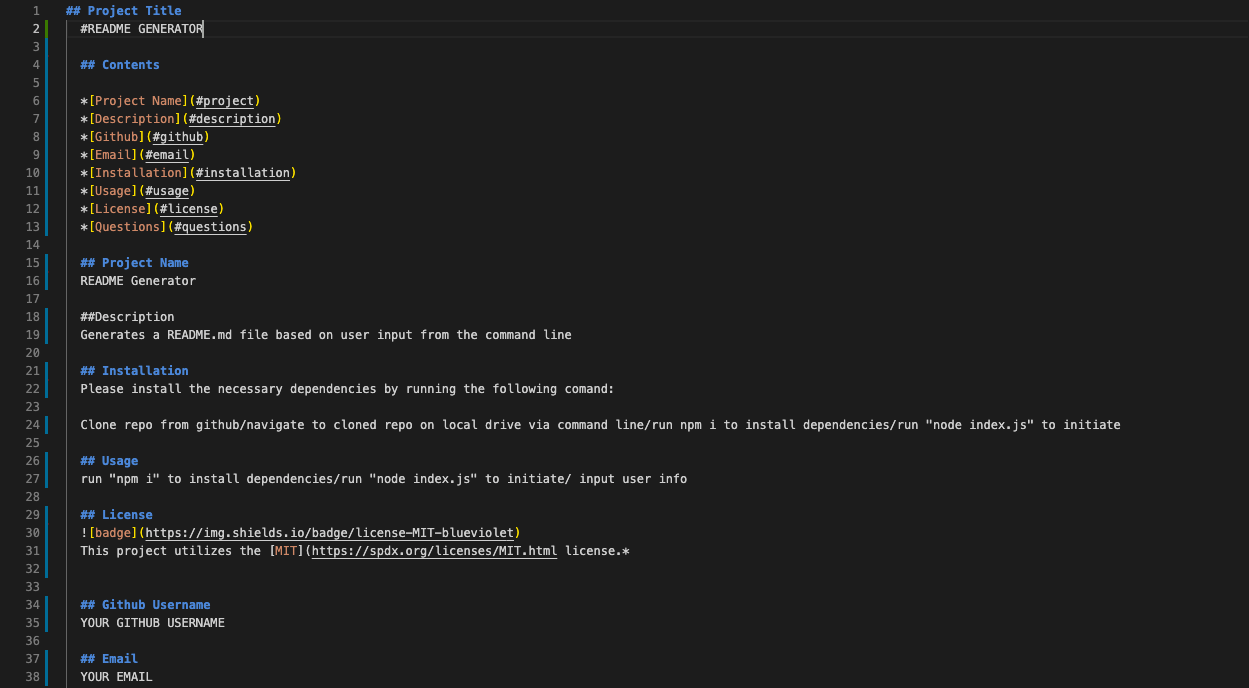 1 ## Project Title
2 #README GENERATOR
3
4 ## Contents
5
6 *[Project Name](#project)
7 *[Description](#description)
8 *[Github](#github)
9 *[Email](#email)
10 *[Installation](#installation)
11 *[Usage](#usage)
12 *[License](#license)
13 *[Questions](#questions)
14
15 ## Project Name
16 README Generator
17
18 ##Description
19 Generates a README.md file based on user input from the command line
20
21 ## Installation
22 Please install the necessary dependencies by running the following comand:
23
24 Clone repo from github/navigate to cloned repo on local drive via command line/run npm i to install dependencies/run "node index.js" to initiate
25
26 ## Usage
27 run "npm i" to install dependencies/run "node index.js" to initiate/ input user info
28
29 ## License
30 ![badge](https://img.shields.io/badge/license-MIT-blueviolet)
31 This project utilizes the [MIT](https://spdx.org/licenses/MIT.html license.*
32
33
34 ## Github Username
35 YOUR GITHUB USERNAME
36
37 ## Email
38 YOUR EMAIL